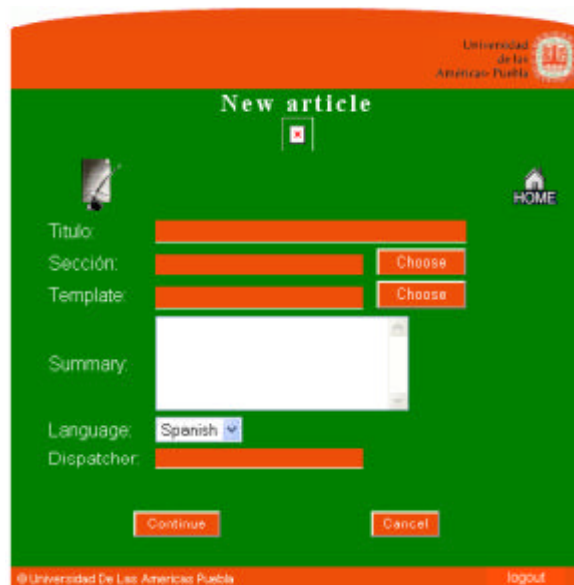 Universidad
de las
Américas Puebla
New article
HOME
Titulo:
Sección:
Choose
Template:
Choose
Summary:
Language:
Spanish
Dispatcher:
Continue
Cancel
© Universidad De Las Americas Puebla
logout